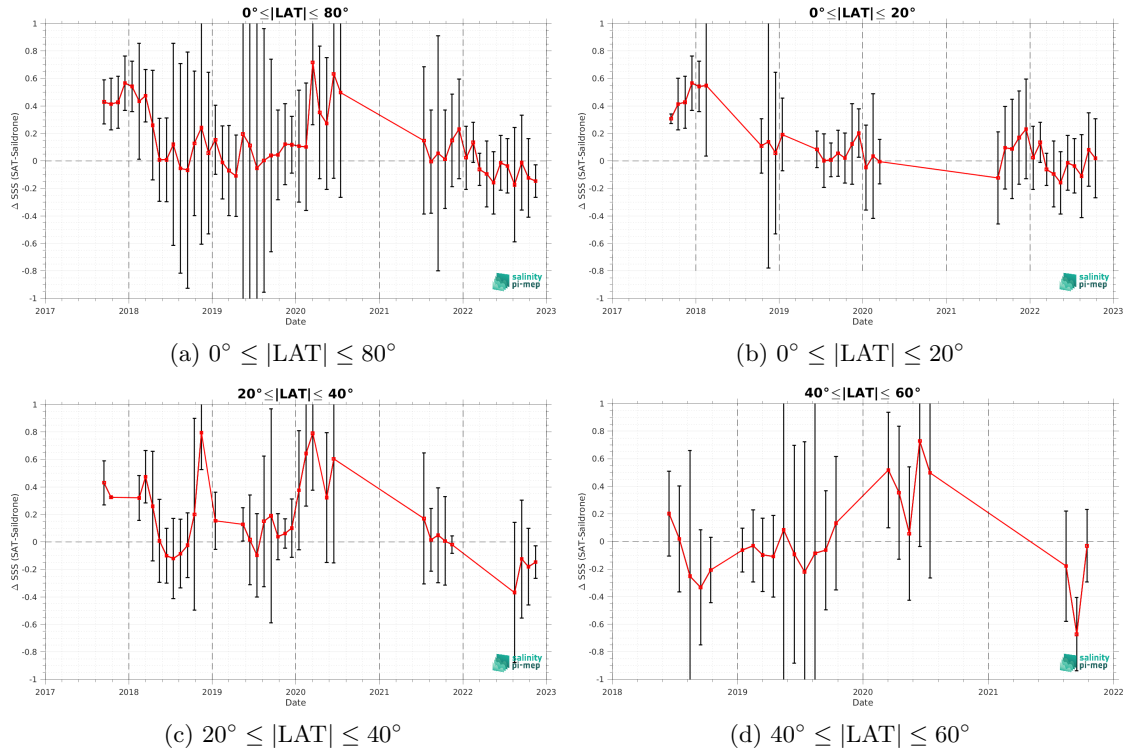 0°≤|LAT|≤ 80°
1
0.8
0.6
0.4
0.2
0
-0.2
-0.4
-0.6
-0.8
-1
Δ SSS (SAT-Saildrone)
2017 2018 2019 2020 2021 2022 2023
Date
salinity
pi-mep
(a) 0° ≤ |LAT| ≤ 80°
0°≤|LAT|≤ 20°
1
0.8
0.6
0.4
0.2
0
-0.2
-0.4
-0.6
-0.8
-1
Δ SSS (SAT-Saildrone)
2017 2018 2019 2020 2021 2022 2023
Date
salinity
pi-mep
(b) 0° ≤ |LAT| ≤ 20°
20°≤|LAT|≤ 40°
1
0.8
0.6
0.4
0.2
0
-0.2
-0.4
-0.6
-0.8
-1
Δ SSS (SAT-Saildrone)
2017 2018 2019 2020 2021 2022 2023
Date
salinity
pi-mep
(c) 20° ≤ |LAT| ≤ 40°
40°≤|LAT|≤ 60°
1
0.8
0.6
0.4
0.2
0
-0.2
-0.4
-0.6
-0.8
-1
Δ SSS (SAT-Saildrone)
2018 2019 2020 2021 2022
Date
salinity
pi-mep
(d) 40° ≤ |LAT| ≤ 60°